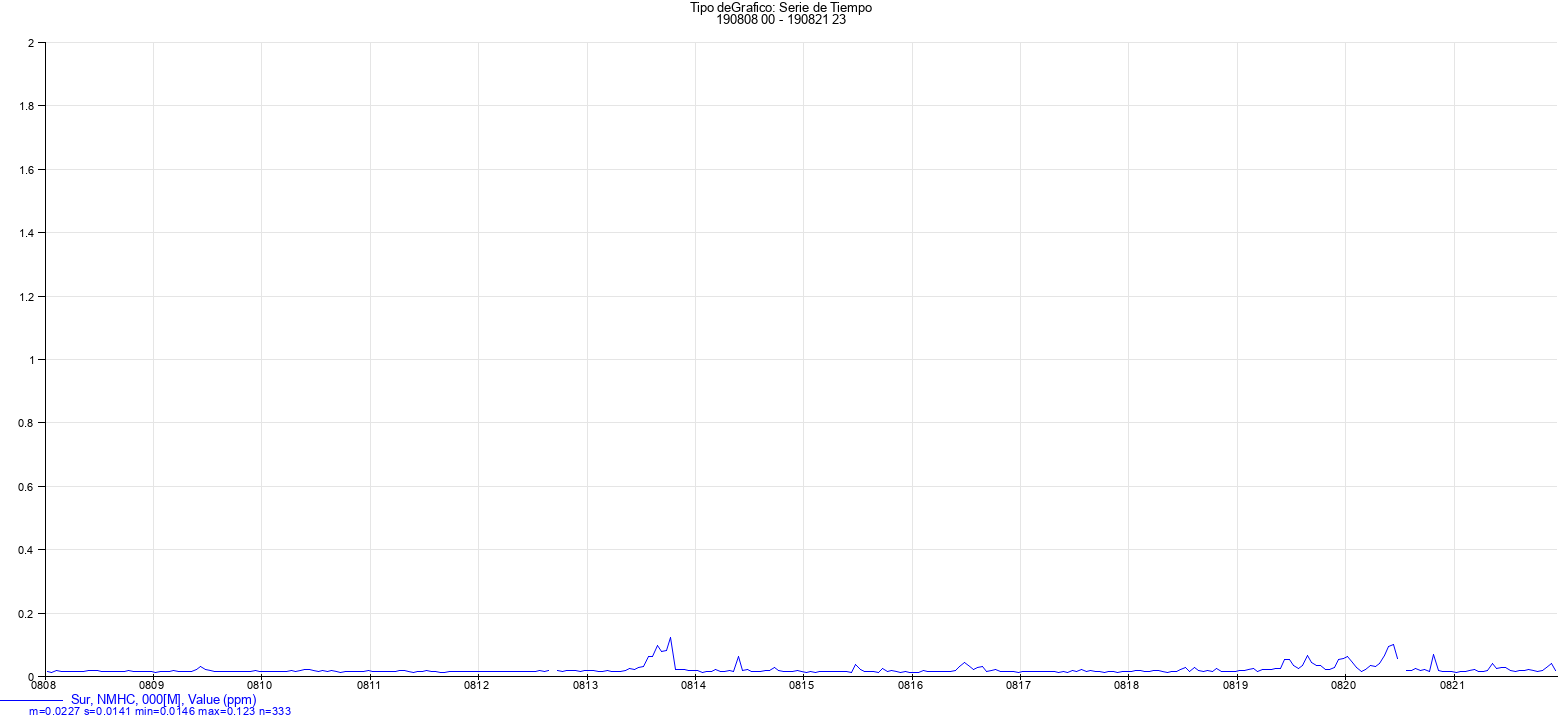 Tipo deGrafico: Serie de Tiempo
190808 00 - 190821 23
2
1.8
1.6
1.4
1.2
1
0.8
0.6
0.4
0.2
0
0808 0809 0810 0811 0812 0813 0814 0815 0816 0817 0818 0819 0820 0821
Sur, NMHC, 000[M], Value (ppm)
m=0.0227 s=0.0141 min=0.0146 max=0.123 n=333